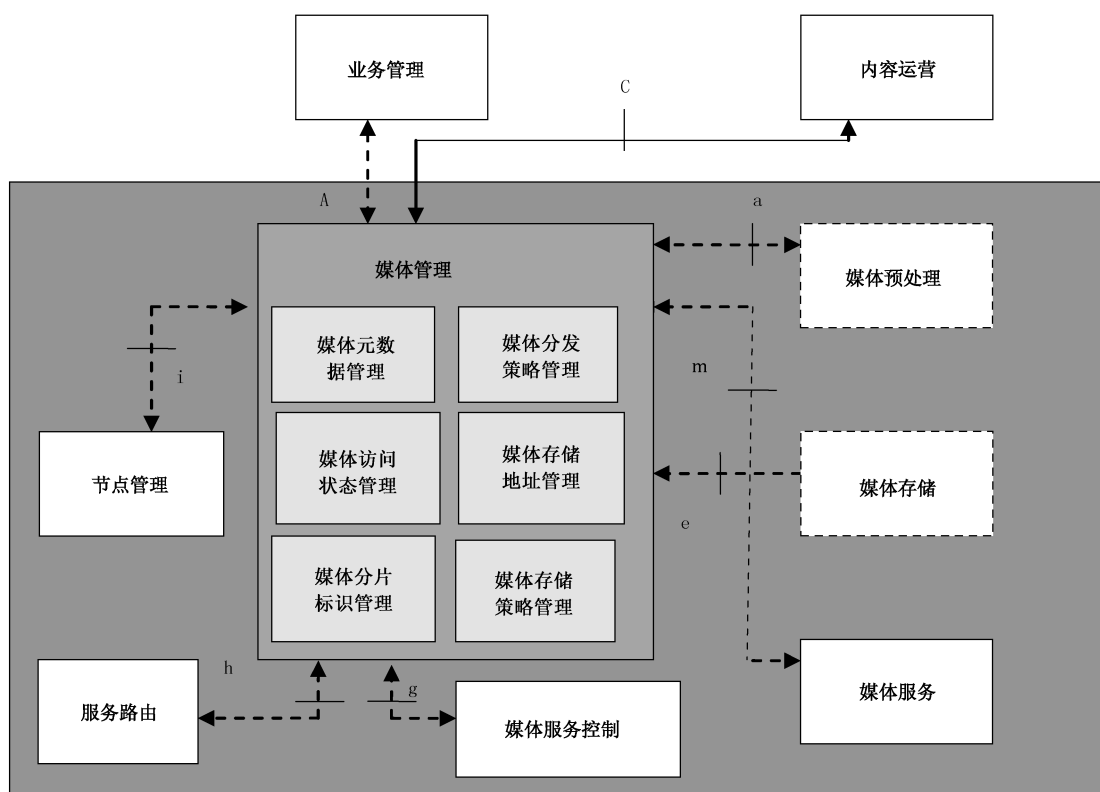 业务管理
内容运营
C
A
a
媒体管理
媒体预处理
媒体元数
据管理
媒体分发
策略管理
m
i
媒体访问
状态管理
媒体存储
地址管理
节点管理
媒体存储
e
媒体分片
标识管理
媒体存储
策略管理
h
g
服务路由
媒体服务控制
媒体服务